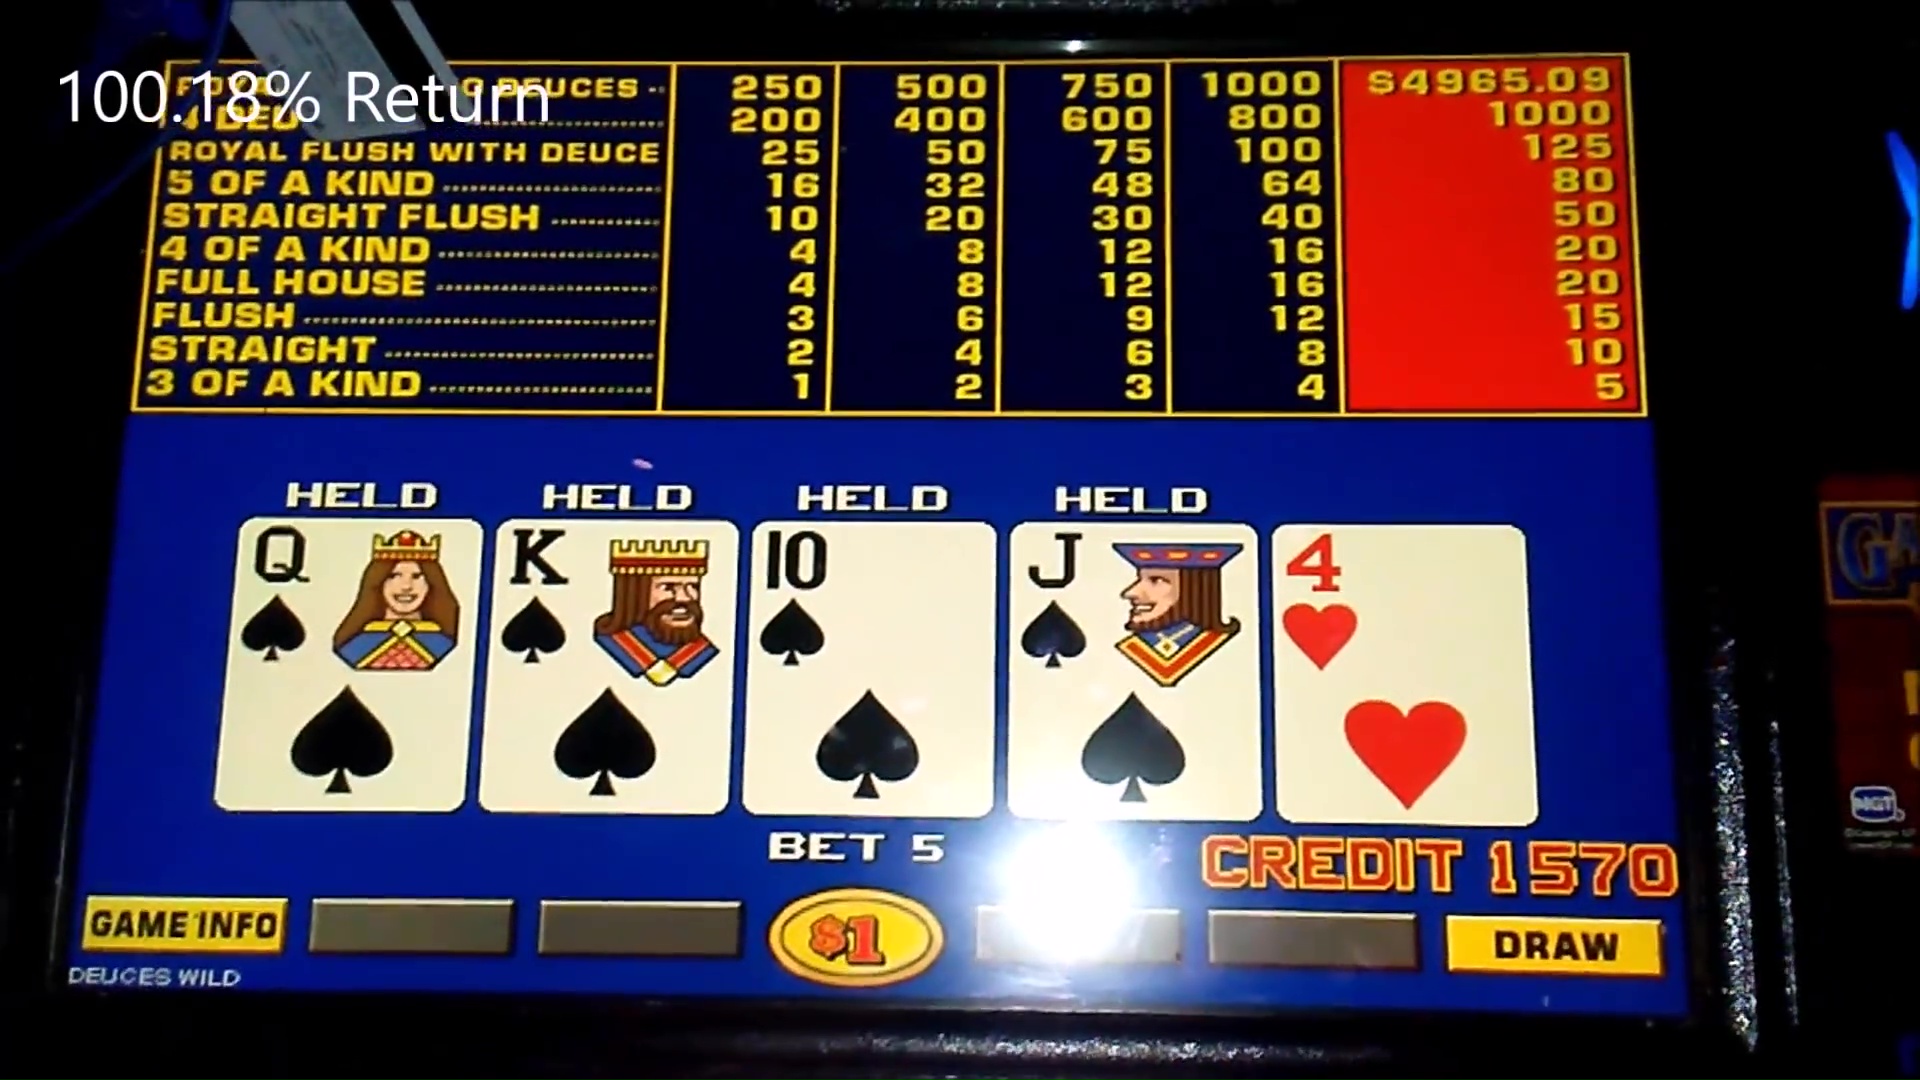 100.18% Return
DEUCES 250 500 750 1000 $4965.09
200 400 600 800 1000
ROYAL FLUSH WITH DEUCE 25 50 75 100 125
5 OF A KIND 16 32 48 64 80
STRAIGHT FLUSH 10 20 30 40 50
4 OF A KIND 4 8 12 16 20
FULL HOUSE 4 8 12 16 20
FLUSH 3 6 9 12 15
STRAIGHT 2 4 6 8 10
3 OF A KIND 1 2 3 4 5
HELD HELD HELD HELD
Q K 10 J 4
BET 5 CREDIT 1570
GAME INFO $1 DRAW
DEUCES WILD
IGT